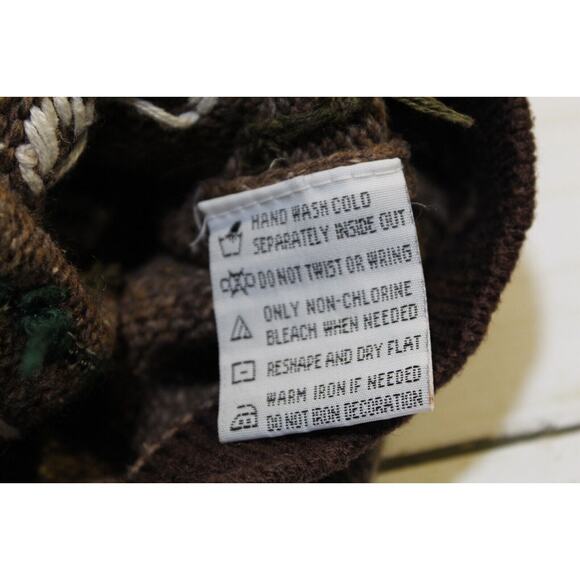 HAND WASH COLD
SEPARATELY INSIDE OUT
DO NOT TWIST OR WRING
ONLY NON-CHLORINE
BLEACH WHEN NEEDED
RESHAPE AND DRY FLAT
WARM IRON IF NEEDED
DO NOT IRON DECORATION